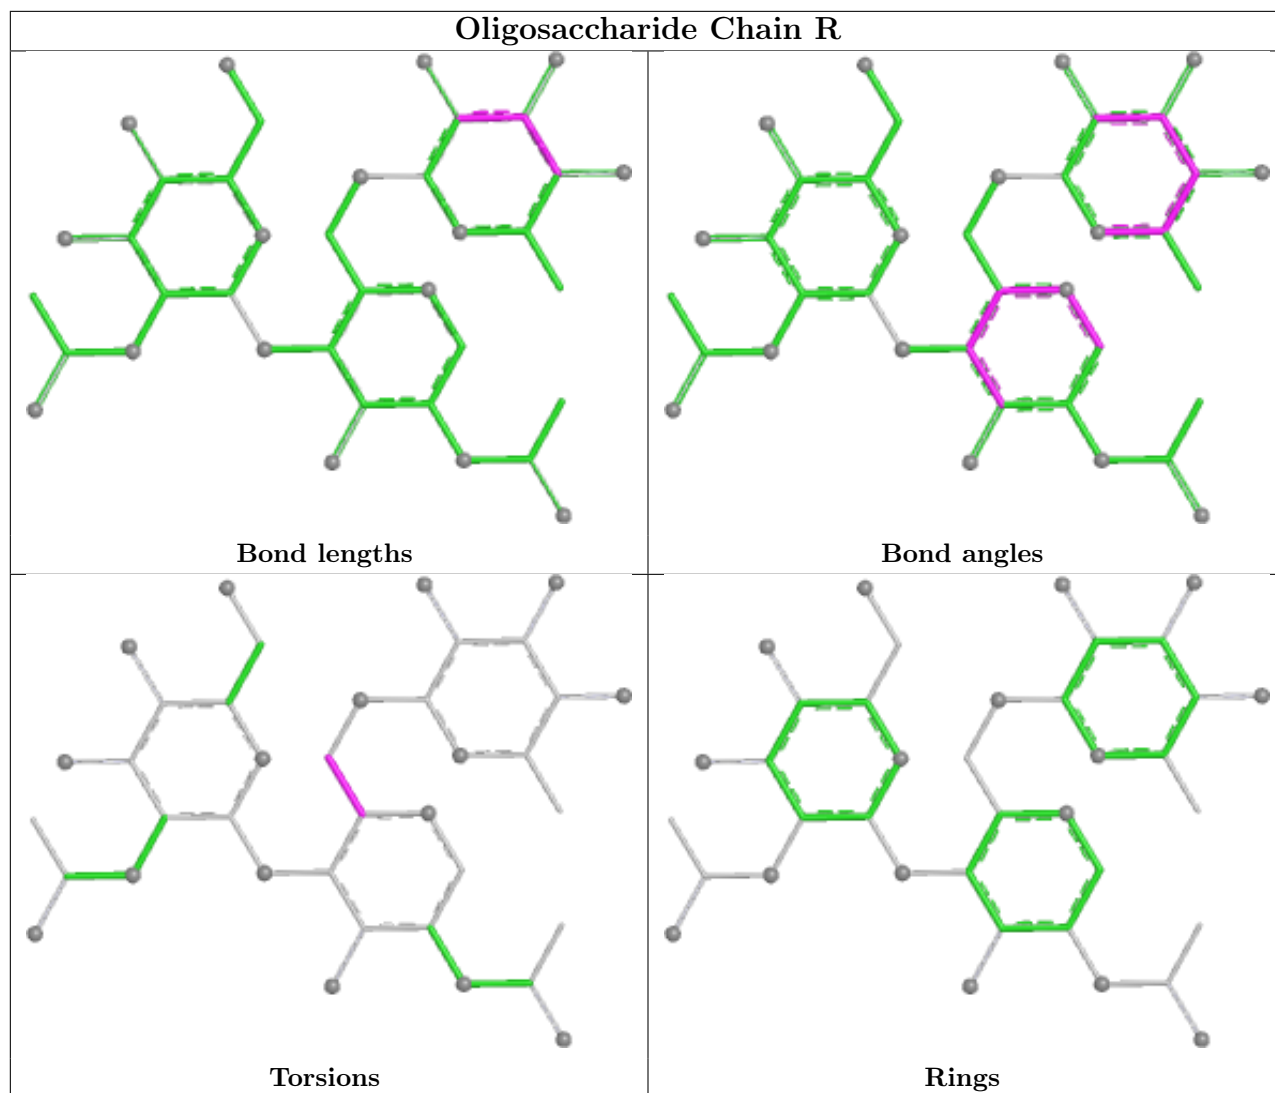 Oligosaccharide Chain R
Bond lengths
Bond angles
Torsions
Rings